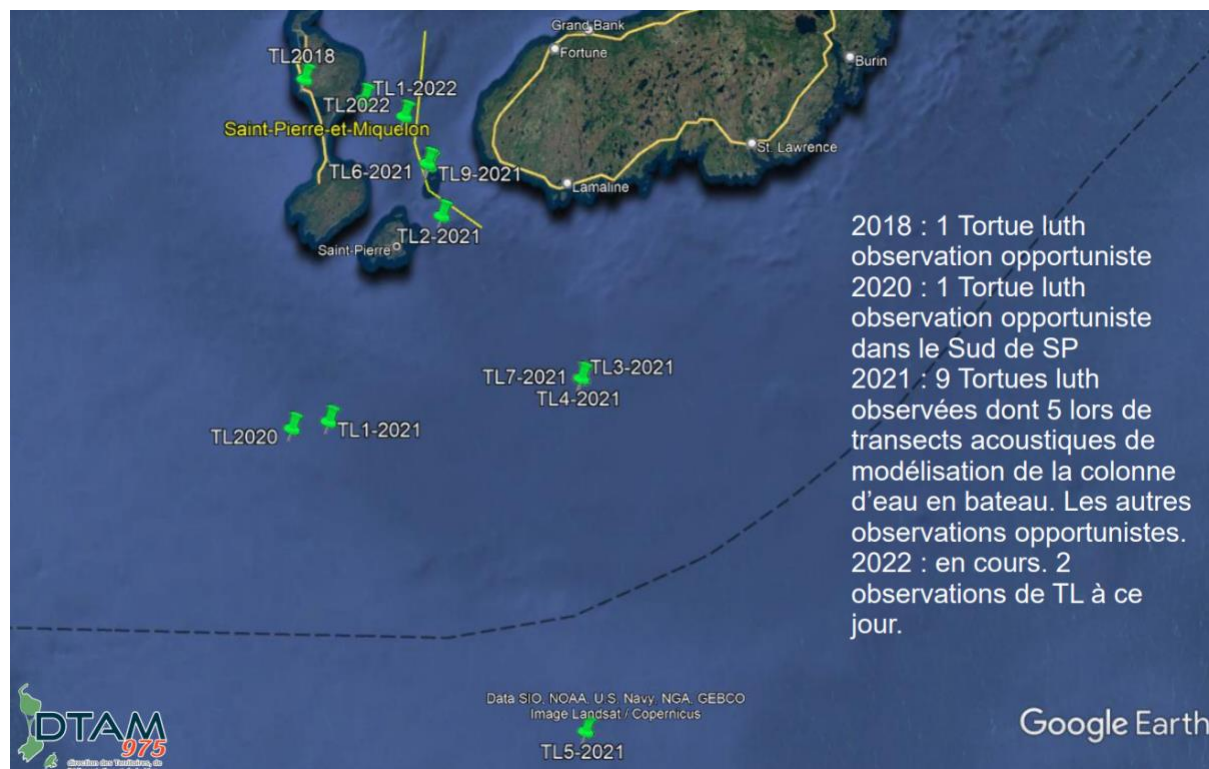 Grand Bank
Fortune
Burin
TL2018
TL1-2022
TL2022
Saint-Pierre-et-Miquelon
St. Lawrence
TL6-2021
TL9-2021
Lamaline
TL2-2021
Saint-Pierre
2018 : 1 Tortue luth
observation opportuniste
2020 : 1 Tortue luth
observation opportuniste
dans le Sud de SP
2021 : 9 Tortues luth
observées dont 5 lors de
transects acoustiques de
modélisation de la colonne
d'eau en bateau. Les autres
observations opportunistes.
2022 : en cours. 2
observations de TL à ce
jour.
TL7-2021
TL3-2021
TL4-2021
TL2020
TL1-2021
Data SIO, NOAA, U.S. Navy, NGA, GEBCO
Image Landsat / Copernicus
TL5-2021
DTAM
975
direction des Territoires, de
Google Earth